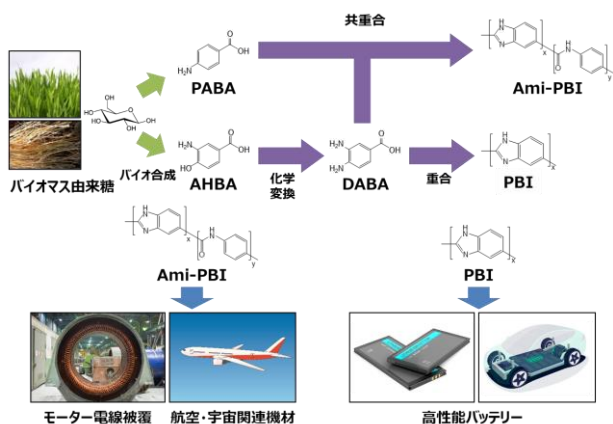 共重合
PABA
Ami-PBI
バイオマス由来糖
バイオ合成
AHBA
化学
変換
DABA
重合
PBI
Ami-PBI
PBI
モーター電線被覆
航空・宇宙関連機材
高性能バッテリー